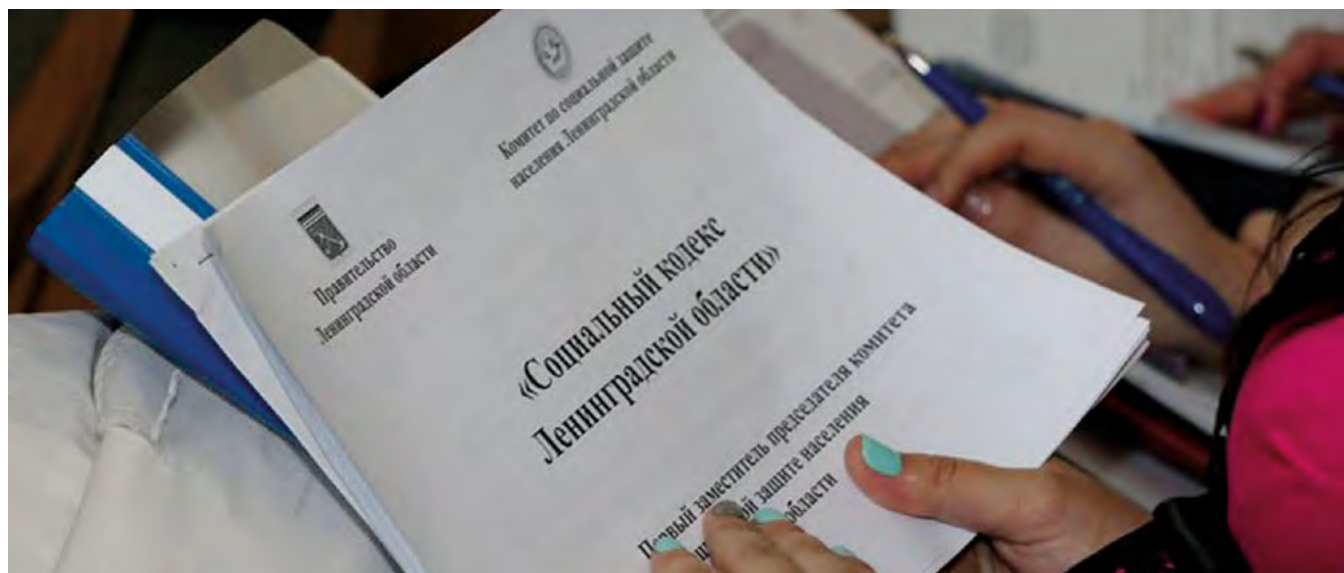 Комитет по социальной защите
населения Ленинградской области
Правительство
Ленинградской области
«Социальный кодекс
Ленинградской области»
Первый заместитель председателя комитета
защите населения
области